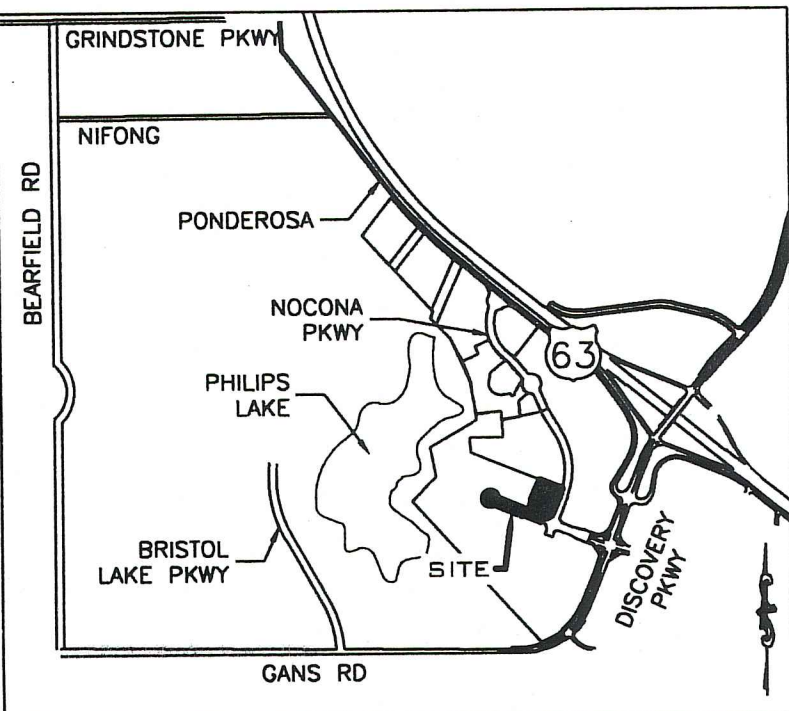 GRINDSTONE PKWY
NIFONG
BEARFIELD RD
PONDEROSA
NOCONA
PKWY
63
PHILIPS
LAKE
BRISTOL
LAKE PKWY
SITE
DISCOVERY
PKWY
GANS RD